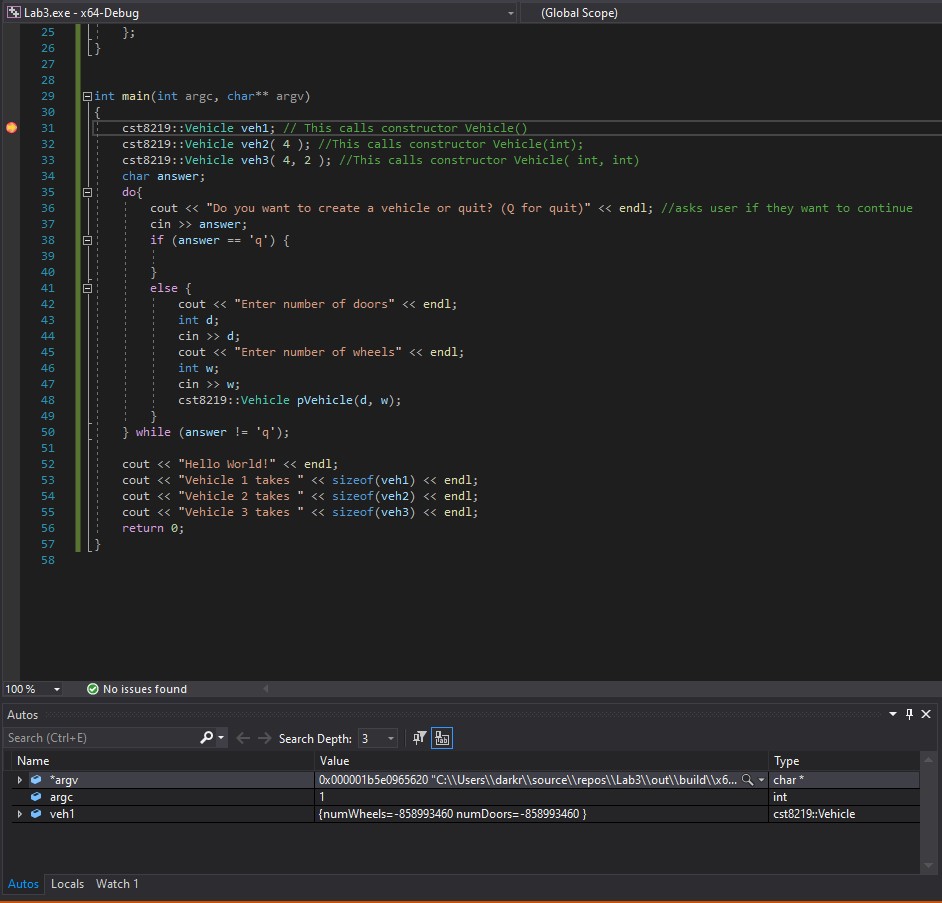 Lab3.exe - x64-Debug (Global Scope)
25 };
26 }
27
28
29 int main(int argc, char** argv)
30 {
31 cst8219::Vehicle veh1; // This calls constructor Vehicle()
32 cst8219::Vehicle veh2( 4 ); //This calls constructor Vehicle(int);
33 cst8219::Vehicle veh3( 4, 2 ); //This calls constructor Vehicle( int, int)
34 char answer;
35 do{
36 cout << "Do you want to create a vehicle or quit? (Q for quit)" << endl; //asks user if they want to continue
37 cin >> answer;
38 if (answer == 'q') {
39
40 }
41 else {
42 cout << "Enter number of doors" << endl;
43 int d;
44 cin >> d;
45 cout << "Enter number of wheels" << endl;
46 int w;
47 cin >> w;
48 cst8219::Vehicle pVehicle(d, w);
49 }
50 } while (answer != 'q');
51
52 cout << "Hello World!" << endl;
53 cout << "Vehicle 1 takes " << sizeof(veh1) << endl;
54 cout << "Vehicle 2 takes " << sizeof(veh2) << endl;
55 cout << "Vehicle 3 takes " << sizeof(veh3) << endl;
56 return 0;
57 }
58
100 % No issues found
Autos
Search (Ctrl+E) Search Depth: 3
Name Value Type
*argv 0x000001b5e0965620 "C:\\Users\\darkr\\source\\repos\\Lab3\\out\\build\\x6... char *
argc 1 int
veh1 {numWheels=-858993460 numDoors=-858993460 } cst8219::Vehicle
Autos Locals Watch 1